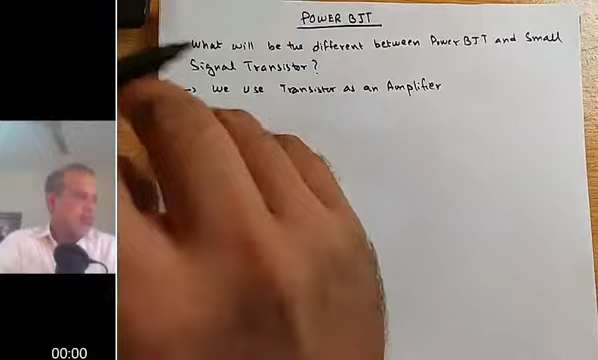 POWER BJT
What will be the different between Power BJT and Small
Signal Transistor?
→ We use Transistor as an Amplifier
00:00